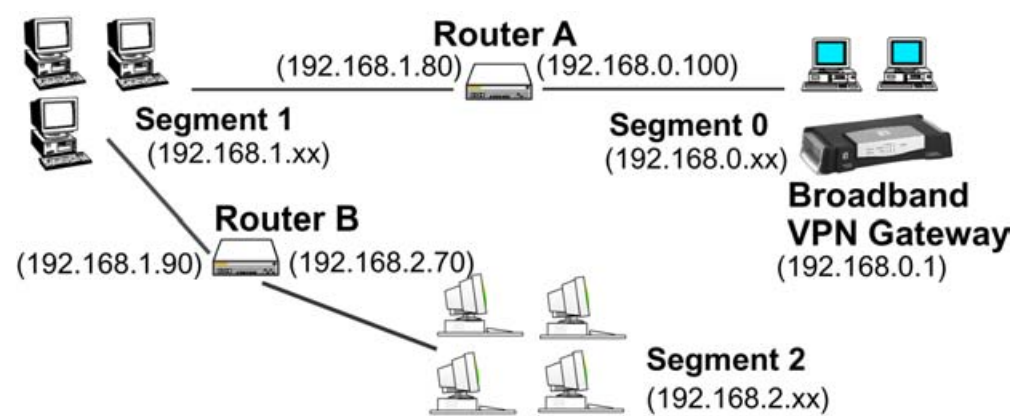 Router A
(192.168.1.80)
(192.168.0.100)
Segment 1
(192.168.1.xx)
Segment 0
(192.168.0.xx)
Broadband
VPN Gateway
(192.168.0.1)
Router B
(192.168.1.90)
(192.168.2.70)
Segment 2
(192.168.2.xx)